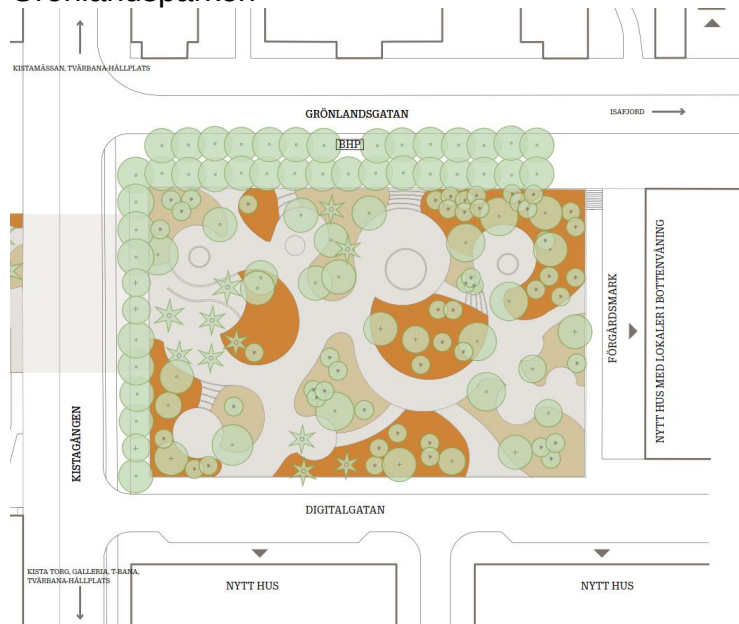 Grönlandsparken
KISTAMÄSSAN, TVÄRBANA-HÅLLPLATS
GRÖNLANDSGATAN
ISAFJORD
BHP
FÖRGÅRDSMARK
NYTT HUS MED LOKALER I BOTTENVÅNING
KISTAGÅNGEN
DIGITALGATAN
KISTA TORG, GALLERIA, T-BANA,
TVÄRBANA-HÅLLPLATS
NYTT HUS
NYTT HUS